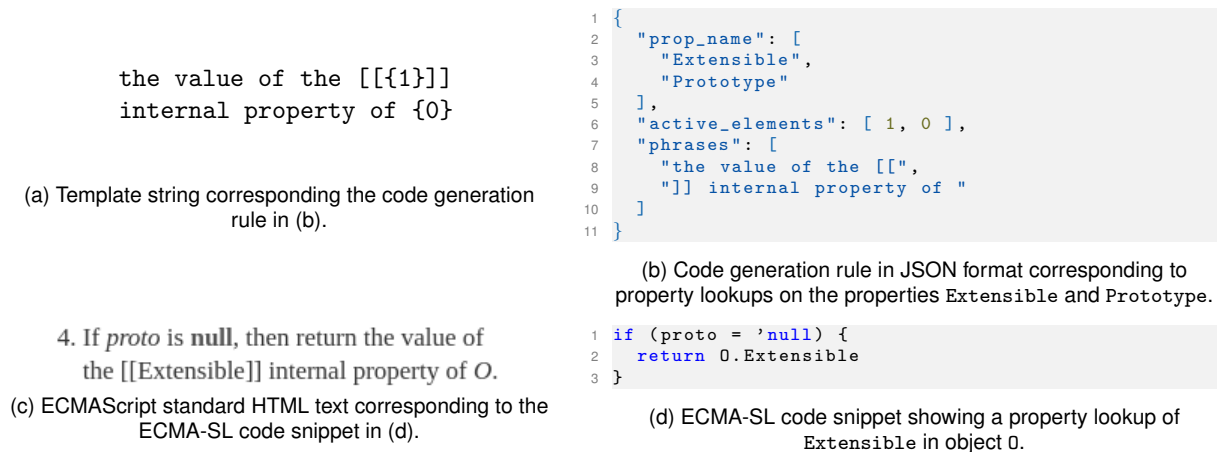 the value of the [[{1}]]
internal property of {0}
(a) Template string corresponding the code generation
rule in (b).
1 {
2 "prop_name": [
3 "Extensible",
4 "Prototype"
5 ],
6 "active_elements": [ 1, 0 ],
7 "phrases": [
8 "the value of the [[",
9 "]] internal property of "
10 ]
11 }
(b) Code generation rule in JSON format corresponding to
property lookups on the properties Extensible and Prototype.
4. If proto is null, then return the value of
the [[Extensible]] internal property of O.
(c) ECMAScript standard HTML text corresponding to the
ECMA-SL code snippet in (d).
1 if (proto = 'null) {
2 return O.Extensible
3 }
(d) ECMA-SL code snippet showing a property lookup of
Extensible in object O.